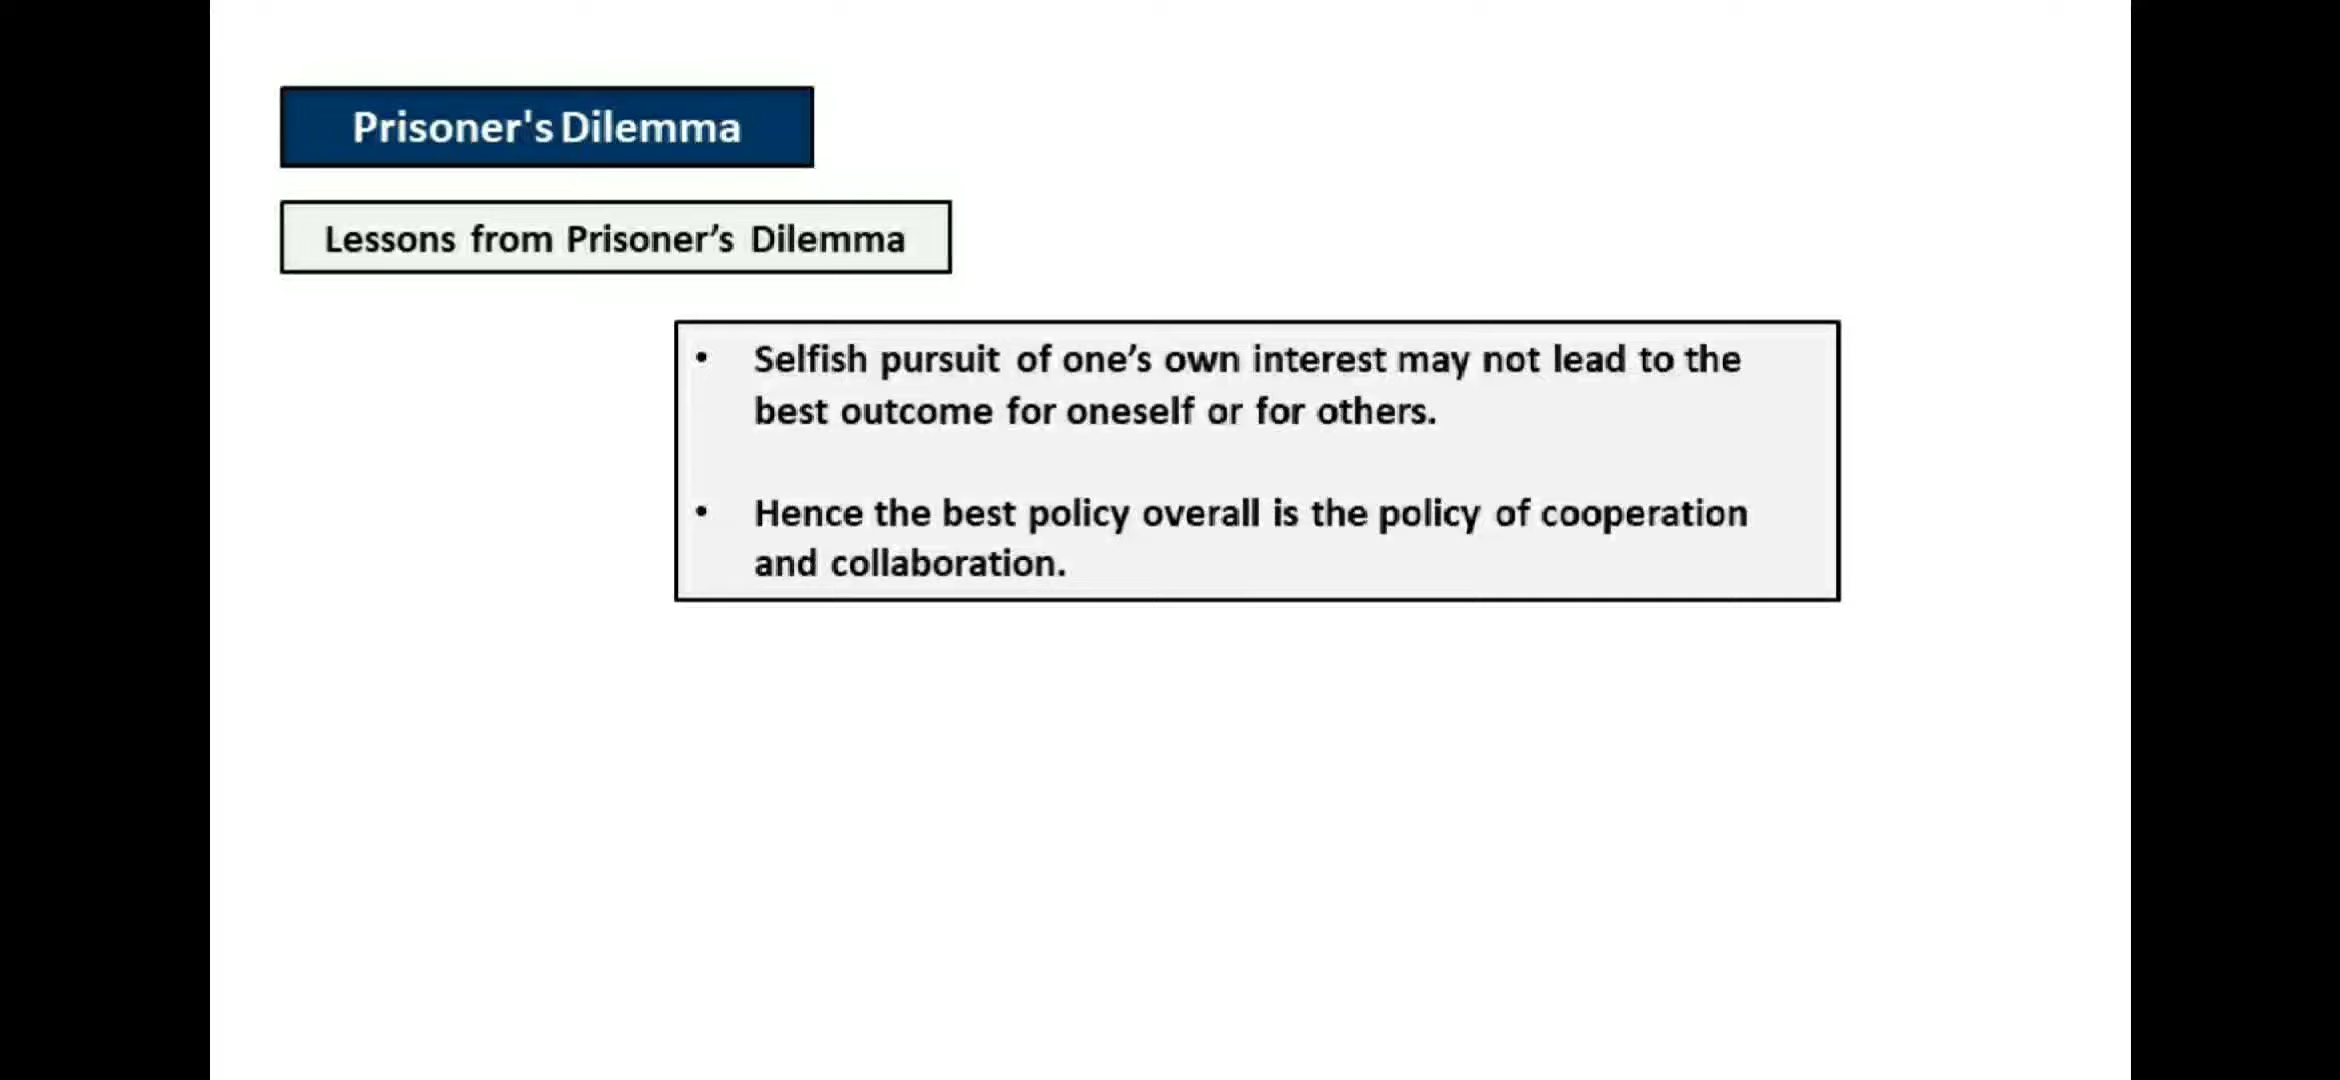 Prisoner's Dilemma
Lessons from Prisoner’s Dilemma
• Selfish pursuit of one’s own interest may not lead to the
best outcome for oneself or for others.
• Hence the best policy overall is the policy of cooperation
and collaboration.